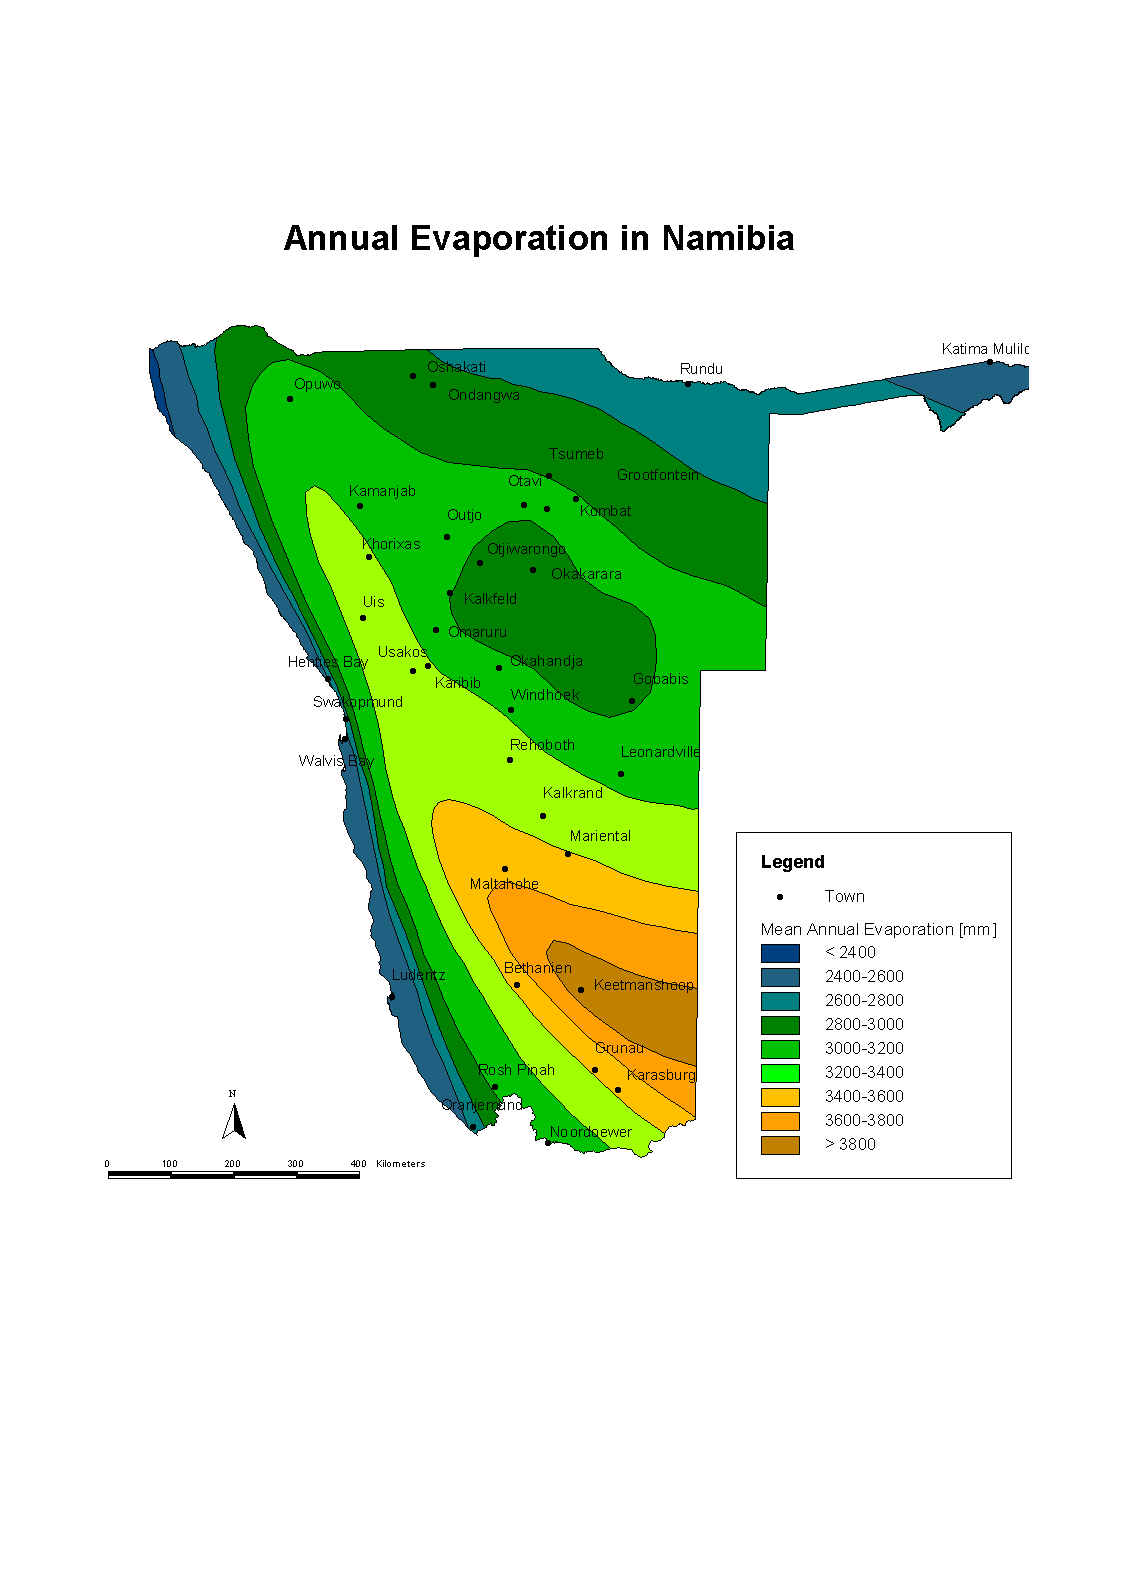 Annual Evaporation in Namibia
Katima Mulilo
Oshakati
Rundu
Opuwo
Ondangwa
Tsumeb
Grootfontein
Otavi
Kamanjab
Kombat
Outjo
Khorixas
Otjiwarongo
Okakarara
Uis
Kalkfeld
Omaruru
Usakos
Henties Bay
Okahandja
Karibib
Gobabis
Swakopmund
Windhoek
Rehoboth
Leonardville
Walvis Bay
Kalkrand
Mariental
Maltahohe
Bethanien
Luderitz
Keetmanshoop
Grunau
Rosh Pinah
Karasburg
Oranjemund
Noordoewer
Legend
Town
Mean Annual Evaporation [mm]
< 2400
2400-2600
2600-2800
2800-3000
3000-3200
3200-3400
3400-3600
3600-3800
> 3800
N
0 100 200 300 400 Kilometers